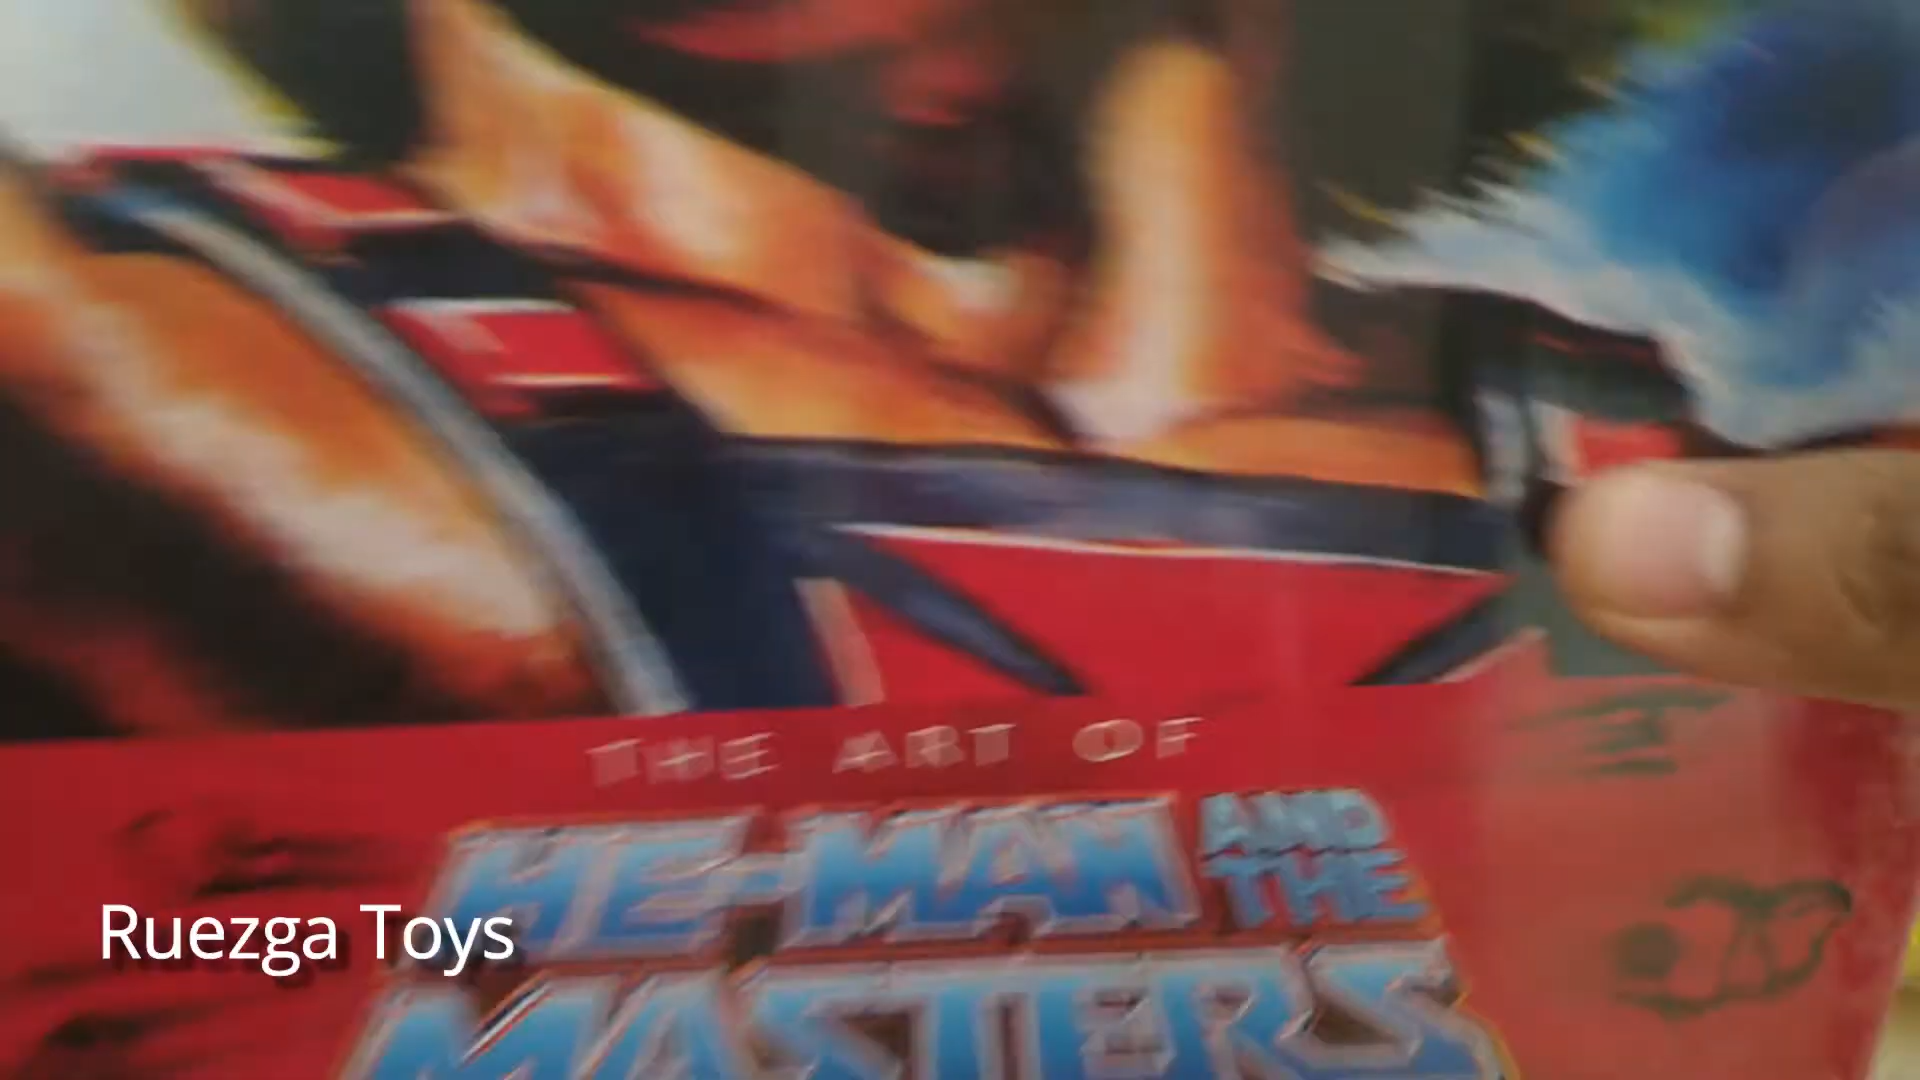 THE ART OF
HE-MAN AND THE
MASTERS
Ruezga Toys